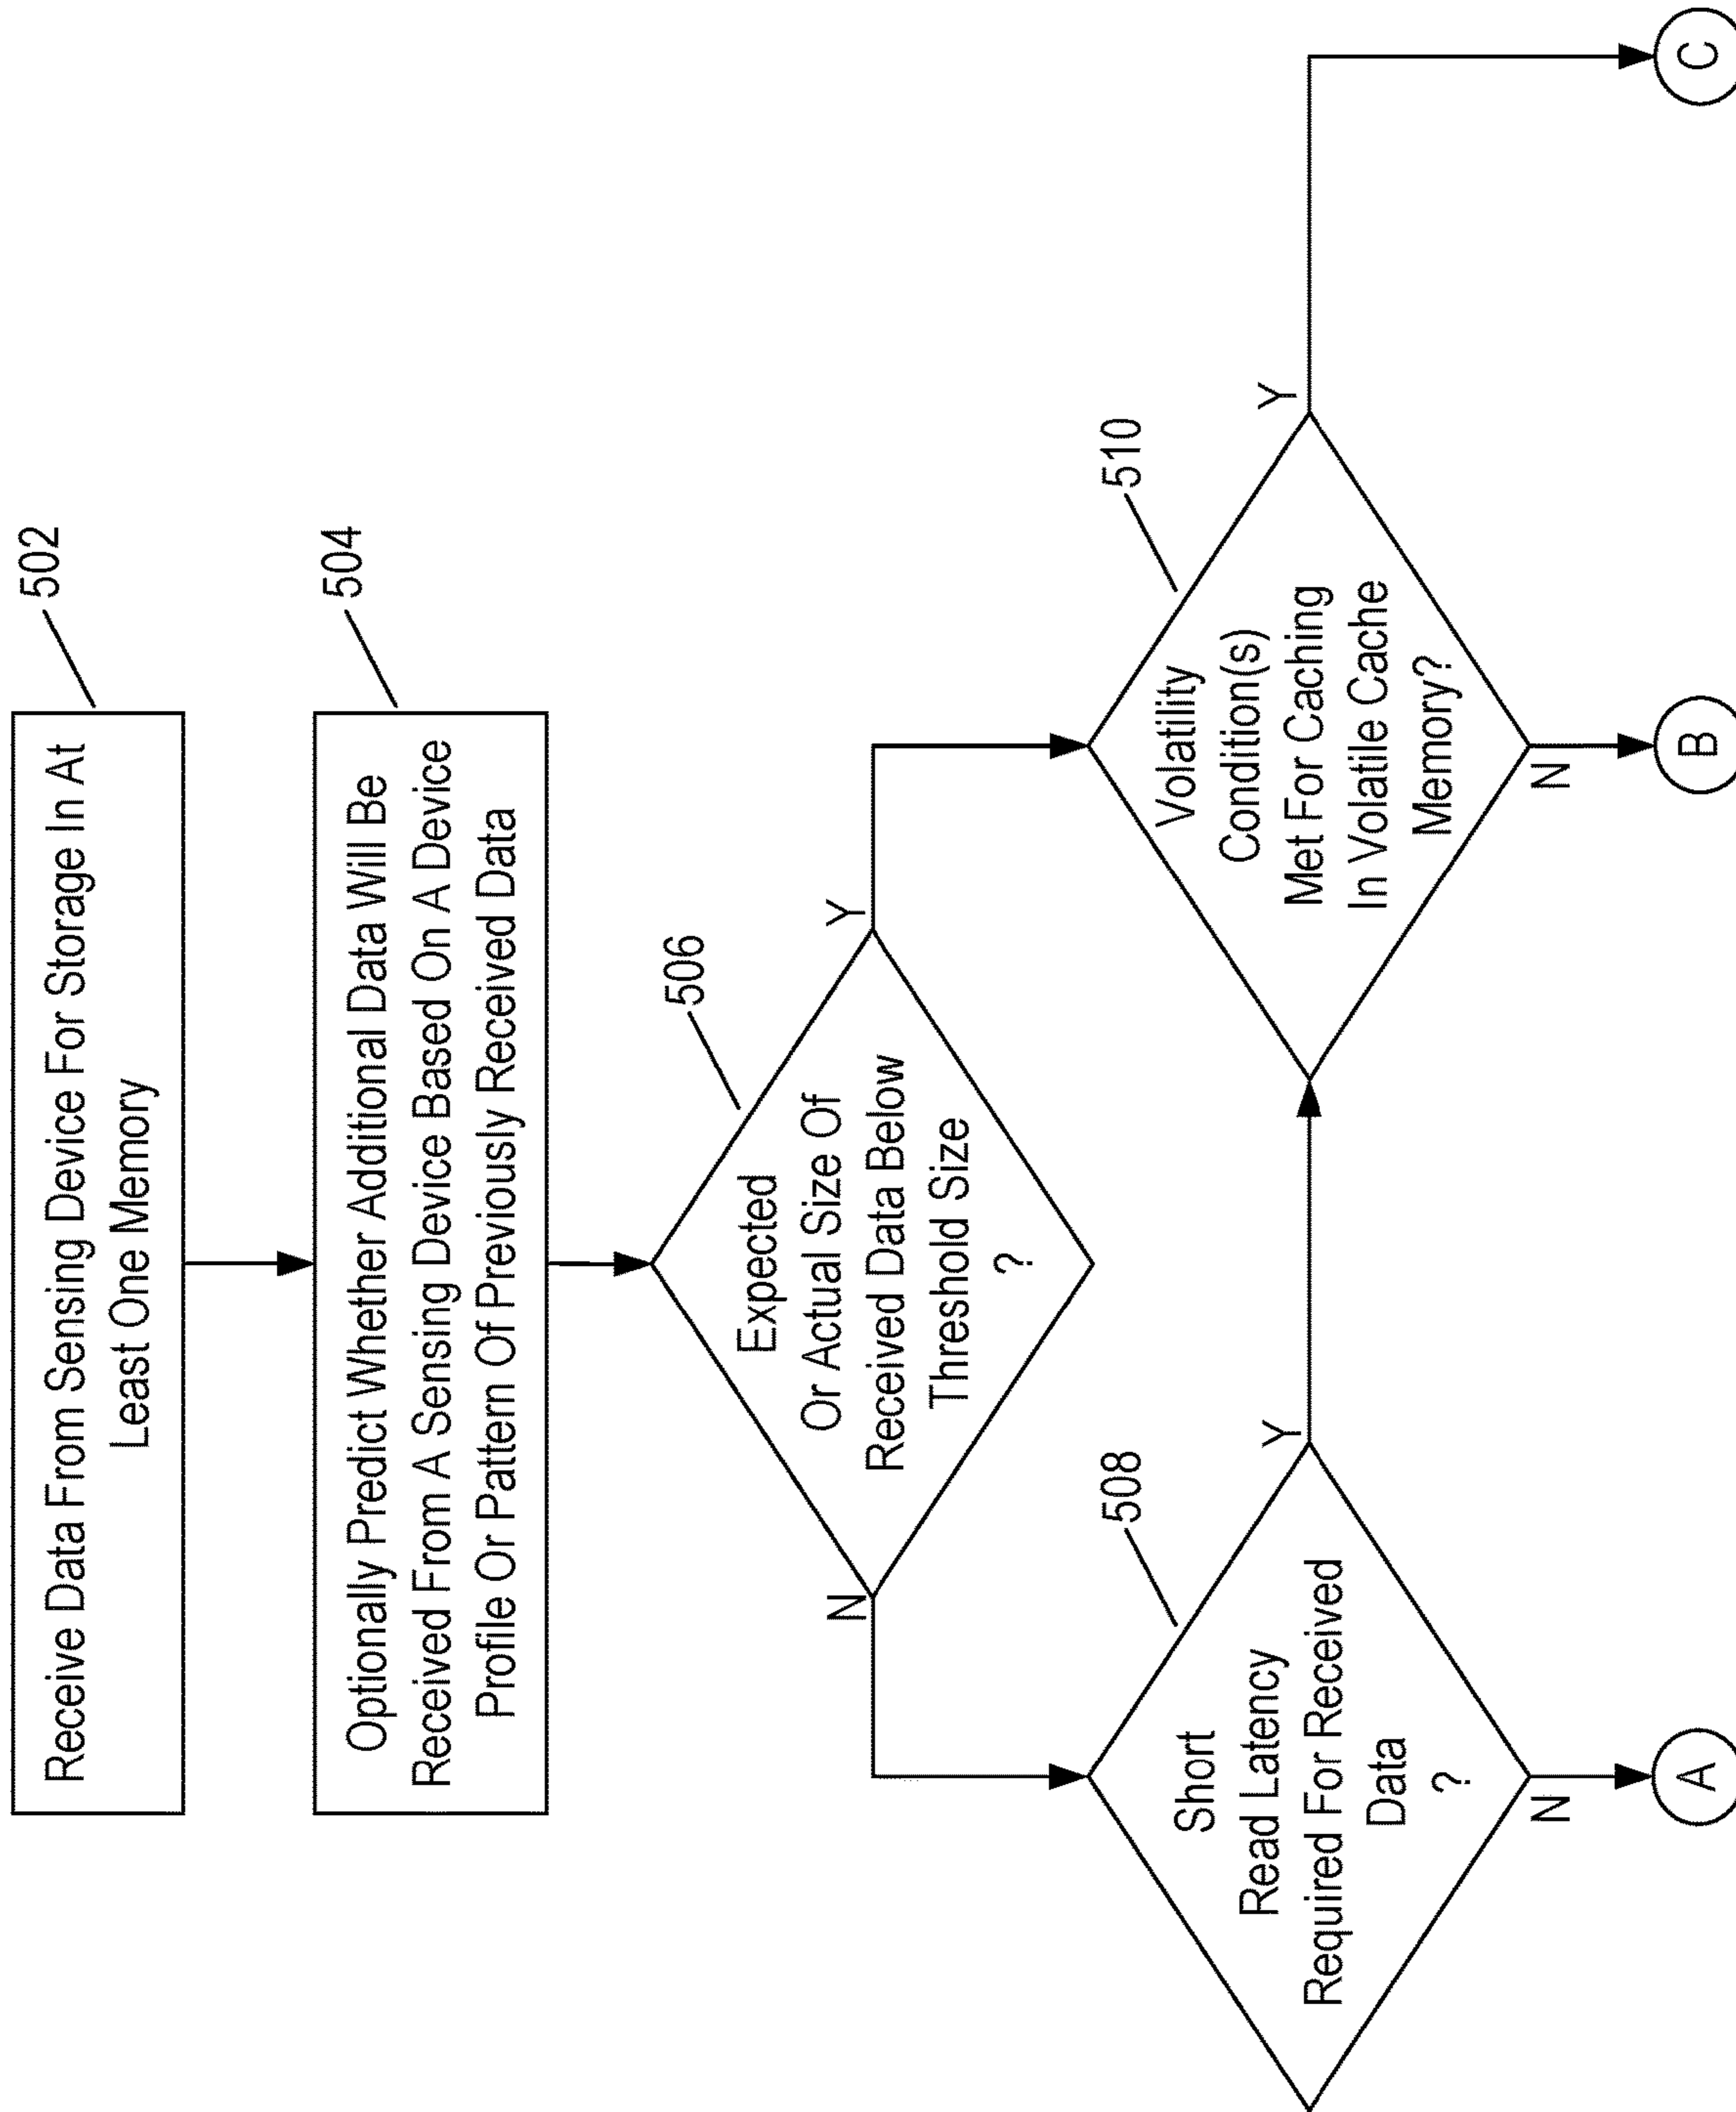 502
Receive Data From Sensing Device For Storage In At
Least One Memory
504
Optionally Predict Whether Additional Data Will Be
Received From A Sensing Device Based On A Device
Profile Or Pattern Of Previously Received Data
506
Expected
Or Actual Size Of
Received Data Below
Threshold Size
?
N
Y
508
Short
Read Latency
Required For Received
Data
?
Y
N
510
Volatility
Condition(s)
Met For Caching
In Volatile Cache
Memory?
Y
N
A
B
C